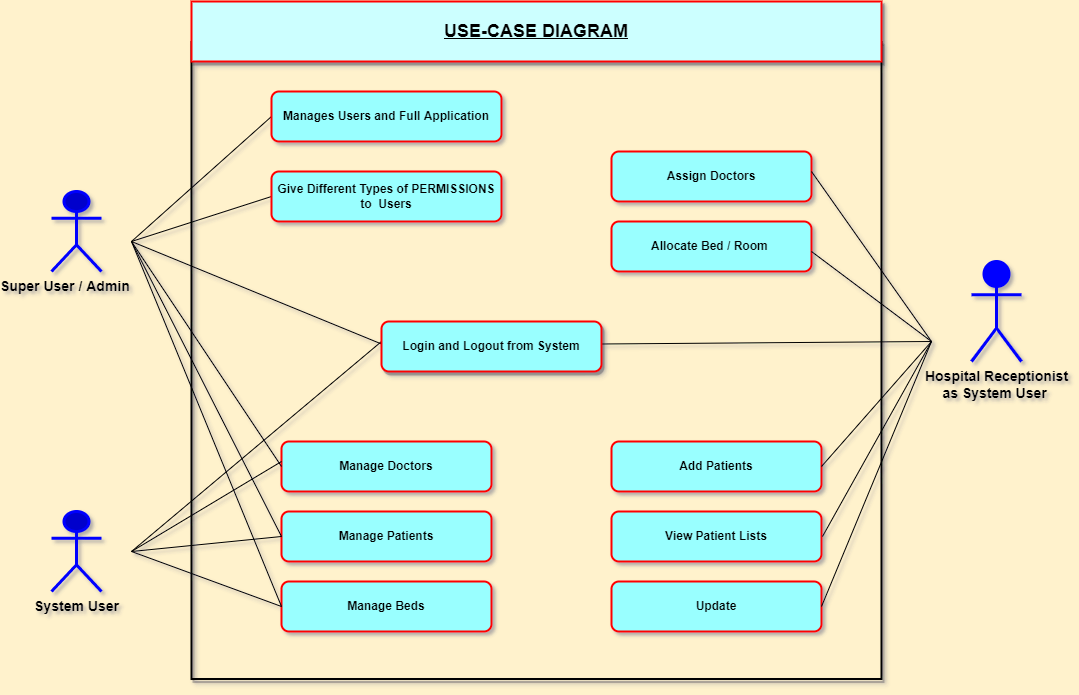 USE-CASE DIAGRAM
Manages Users and Full Application
Give Different Types of PERMISSIONS
to Users
Assign Doctors
Allocate Bed / Room
Super User / Admin
Login and Logout from System
Hospital Receptionist
as System User
Manage Doctors
Add Patients
Manage Patients
View Patient Lists
Manage Beds
Update
System User